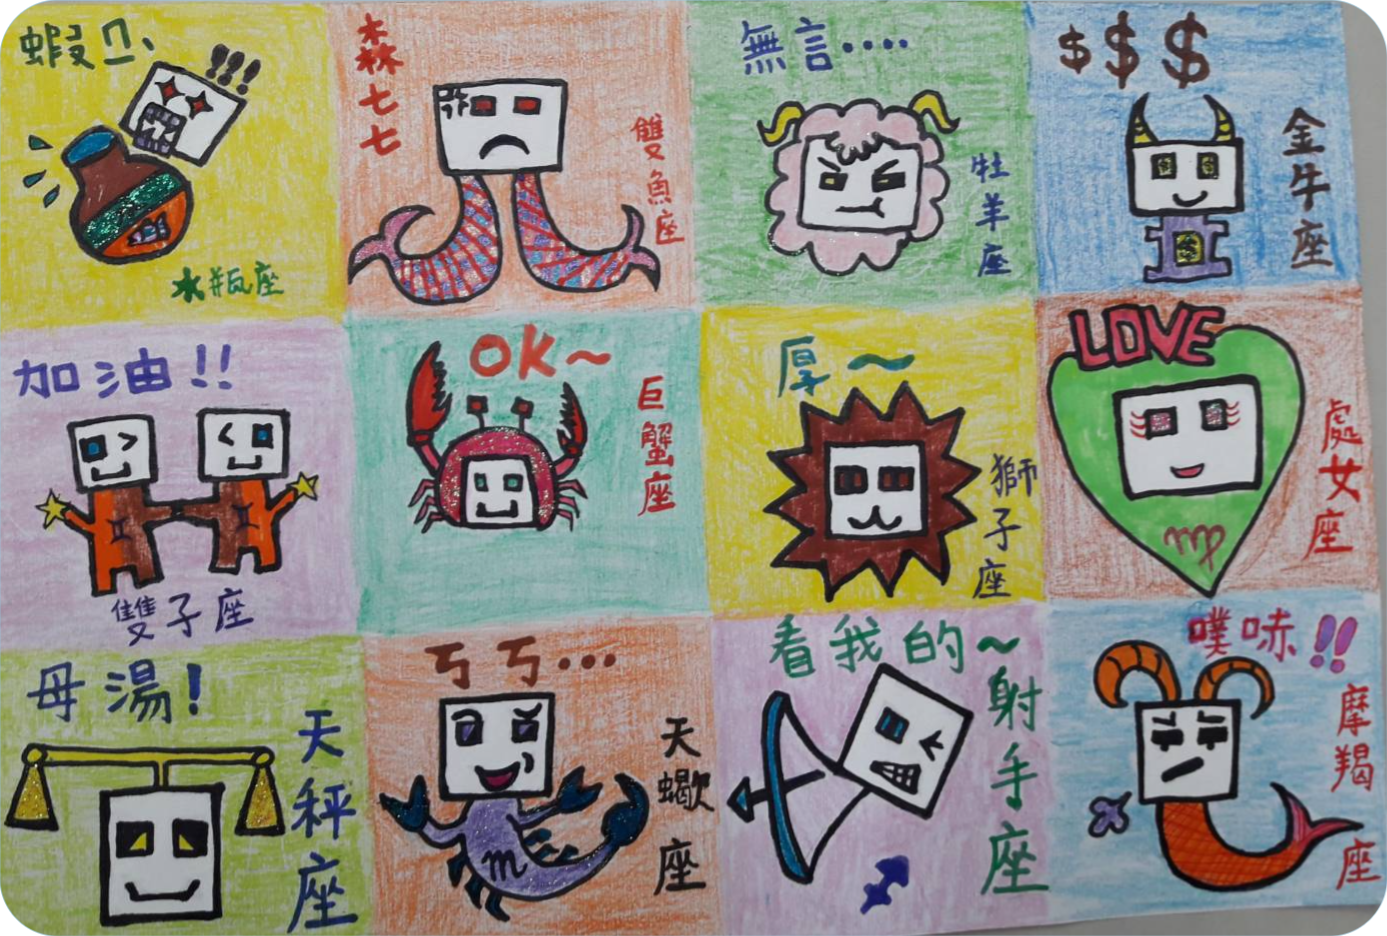 蝦ㄇ、
!!!
水瓶座
森七七
雙魚座
無言····
牡羊座
$$$
金牛座
加油!!
雙子座
OK~
巨蟹座
厚~
獅子座
LOVE
♍
處女座
母湯!
天秤座
ㄎㄎ...
m
天蠍座
看我的~
射手座
噗哧!!
摩羯座